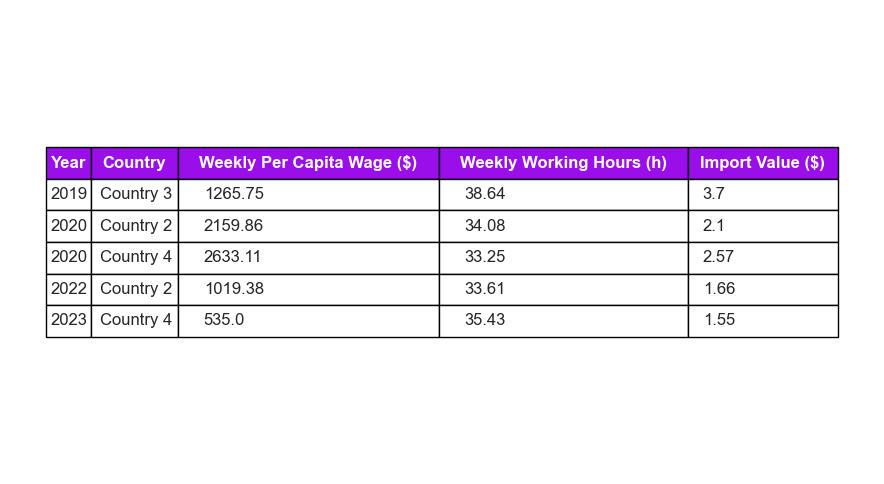 Year Country Weekly Per Capita Wage ($) Weekly Working Hours (h) Import Value ($)
2019 Country 3 1265.75 38.64 3.7
2020 Country 2 2159.86 34.08 2.1
2020 Country 4 2633.11 33.25 2.57
2022 Country 2 1019.38 33.61 1.66
2023 Country 4 535.0 35.43 1.55